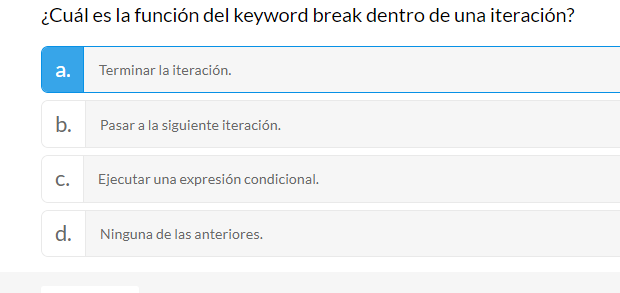 ¿Cuál es la función del keyword break dentro de una iteración?
a. Terminar la iteración.
b. Pasar a la siguiente iteración.
c. Ejecutar una expresión condicional.
d. Ninguna de las anteriores.